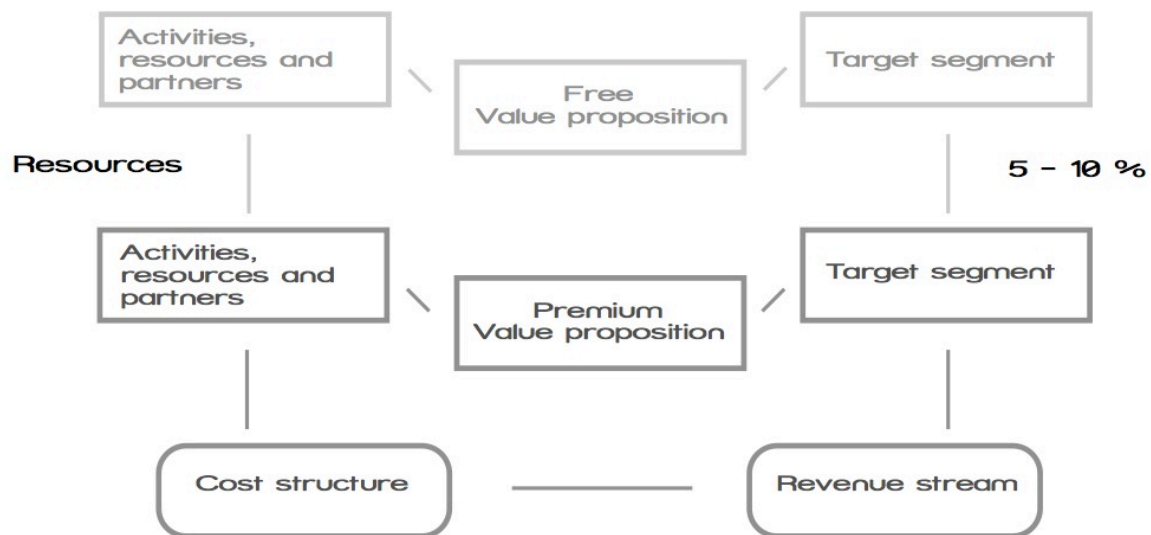 Activities,
resources and
partners
Free
Value proposition
Target segment
Resources
5 - 10 %
Activities,
resources and
partners
Premium
Value proposition
Target segment
Cost structure
Revenue stream